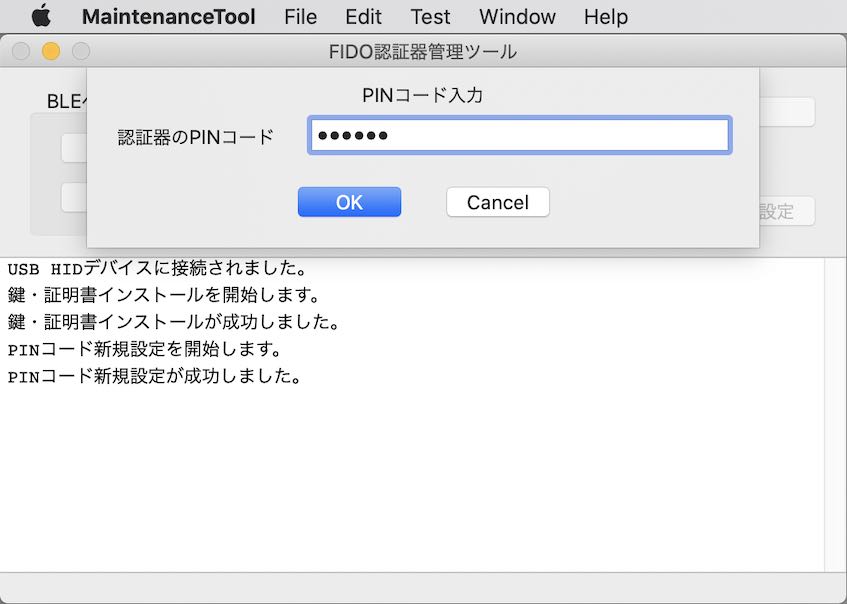 MaintenanceTool File Edit Test Window Help
FIDO認証器管理ツール
PINコード入力
BLE
認証器のPINコード ••••••
OK Cancel
設定
USB HIDデバイスに接続されました。
鍵・証明書インストールを開始します。
鍵・証明書インストールが成功しました。
PINコード新規設定を開始します。
PINコード新規設定が成功しました。